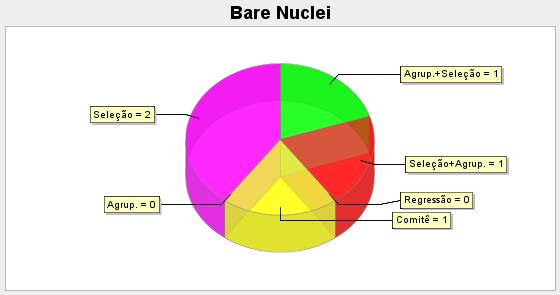 Bare Nuclei
Agrup.+Seleção = 1
Seleção = 2
Seleção+Agrup. = 1
Agrup. = 0
Regressão = 0
Comitê = 1